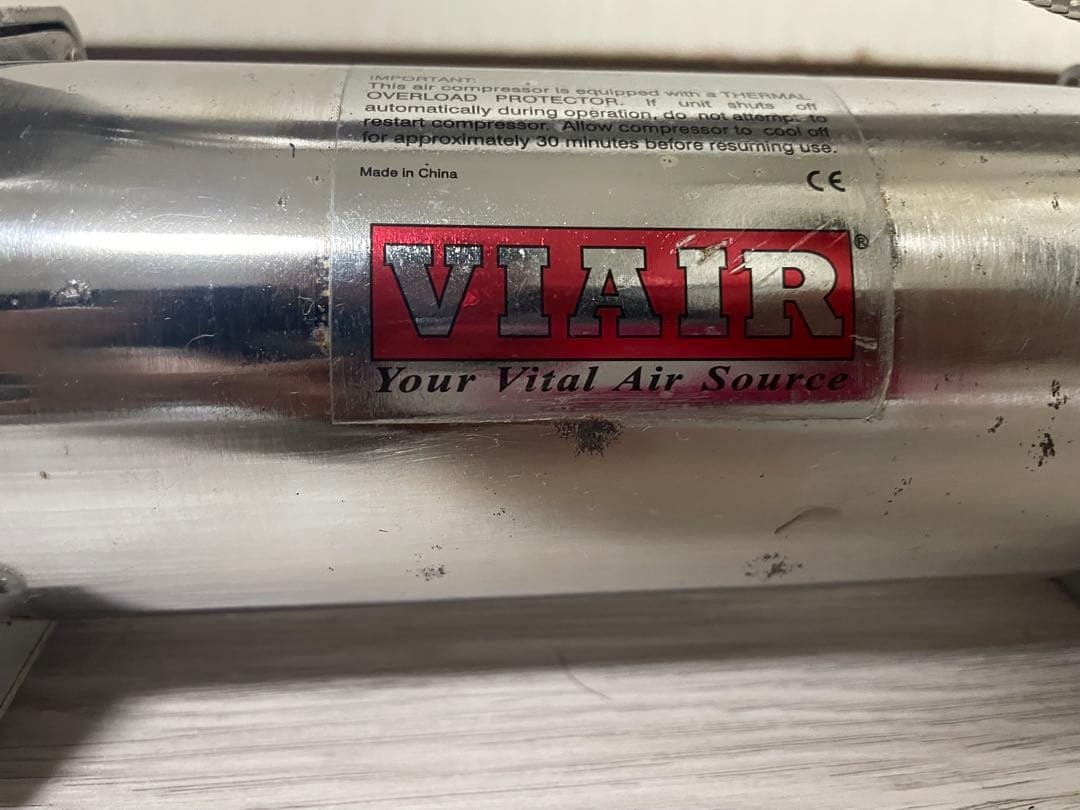 IMPORTANT:
This air compressor is equipped with a THERMAL
OVERLOAD PROTECTOR. If unit shuts off
automatically during operation, do not attempt to
restart compressor. Allow compressor to cool off
for approximately 30 minutes before resuming use.
Made in China
CE
VIAIR®
Your Vital Air Source